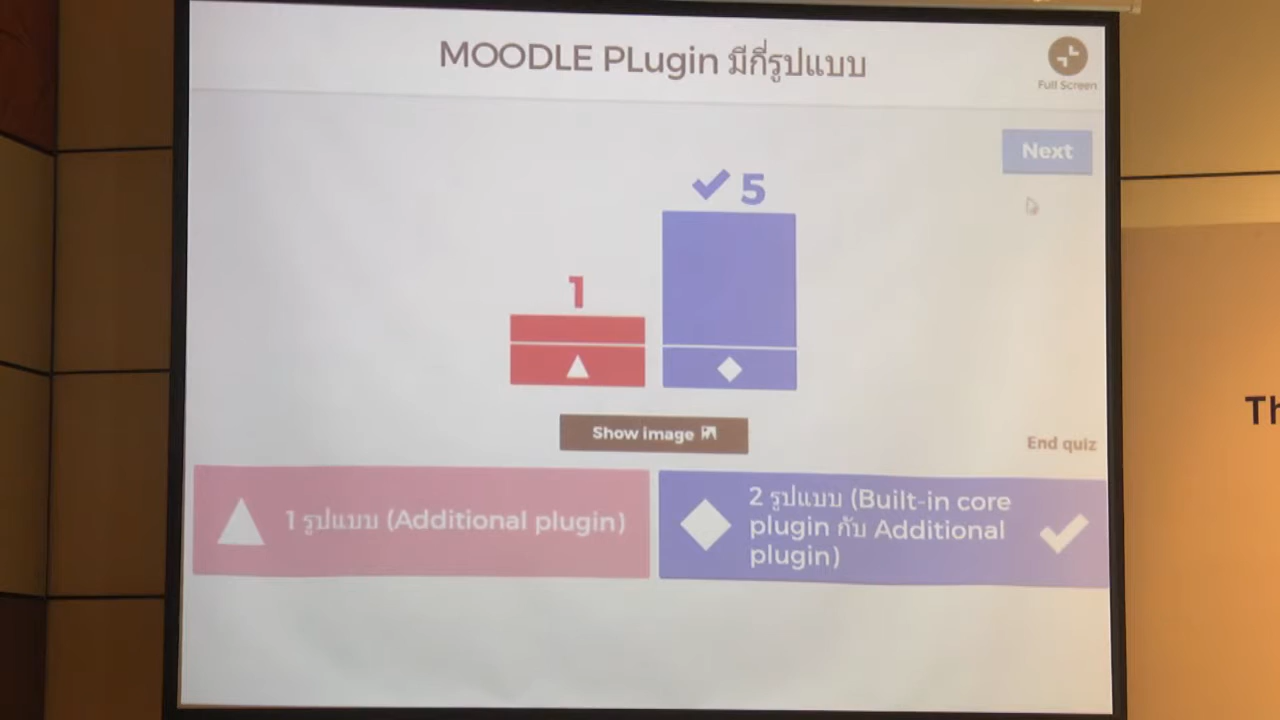 MOODLE PLugin มีกี่รูปแบบ
Full Screen
Next
5
1
Show image
End quiz
1 รูปแบบ (Additional plugin)
2 รูปแบบ (Built-in core
plugin กับ Additional
plugin)
Th